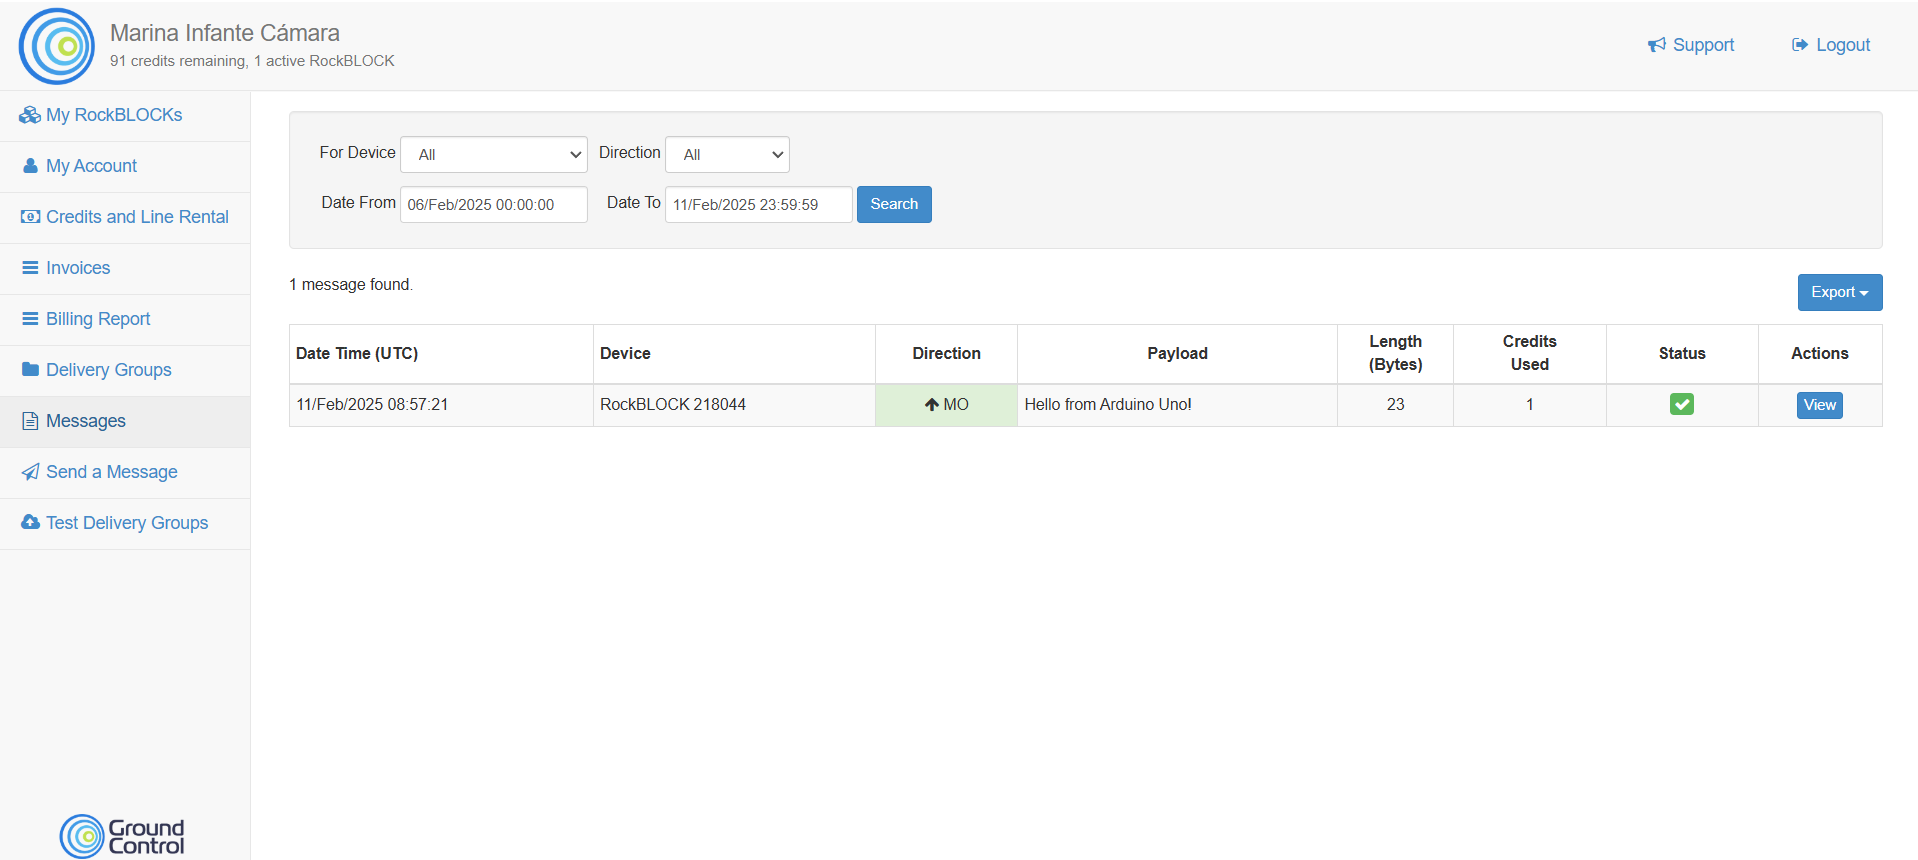 Marina Infante Cámara
91 credits remaining, 1 active RockBLOCK
Support
Logout
My RockBLOCKs
My Account
Credits and Line Rental
Invoices
Billing Report
Delivery Groups
Messages
Send a Message
Test Delivery Groups
Ground
Control
For Device All Direction All
Date From 06/Feb/2025 00:00:00 Date To 11/Feb/2025 23:59:59 Search
1 message found.
Export
Date Time (UTC) Device Direction Payload Length (Bytes) Credits Used Status Actions
11/Feb/2025 08:57:21 RockBLOCK 218044 MO Hello from Arduino Uno! 23 1 View